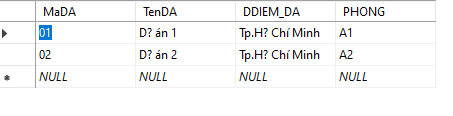 MaDA TenDA DDIEM_DA PHONG
01 D? án 1 Tp.H? Chí Minh A1
02 D? án 2 Tp.H? Chí Minh A2
NULL NULL NULL NULL